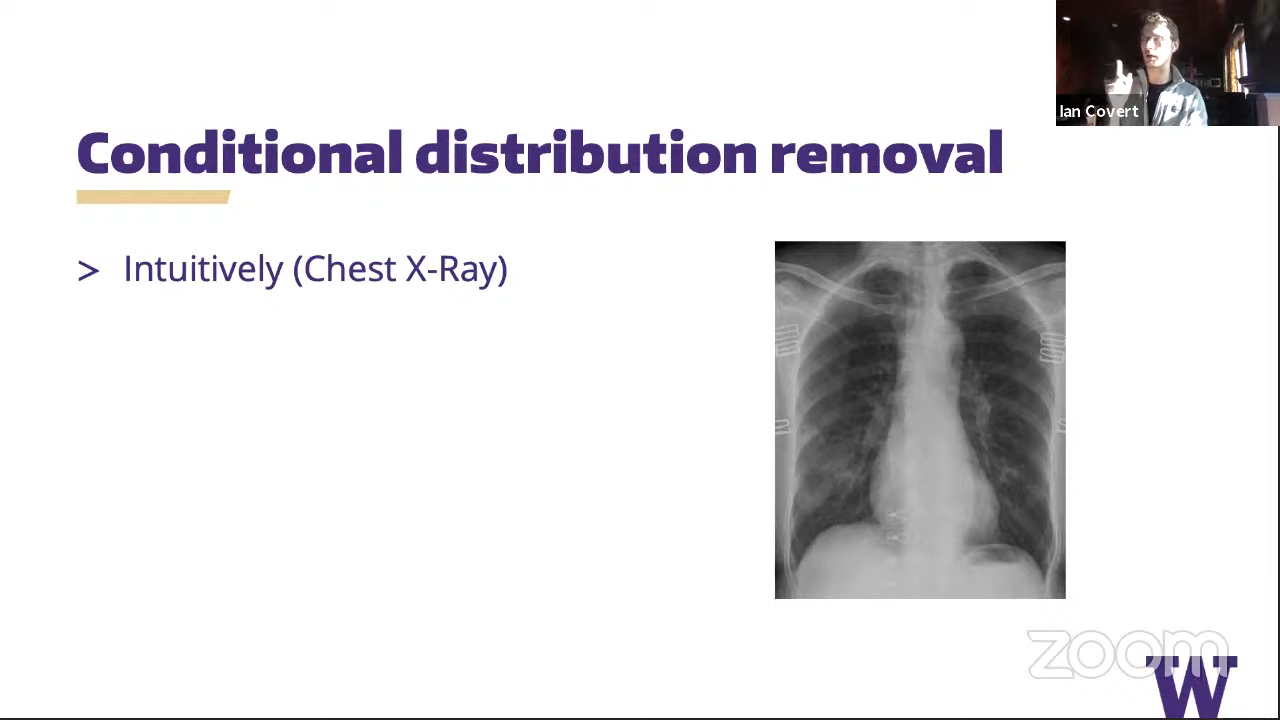 Ian Covert
Conditional distribution removal
> Intuitively (Chest X-Ray)
zoom
W